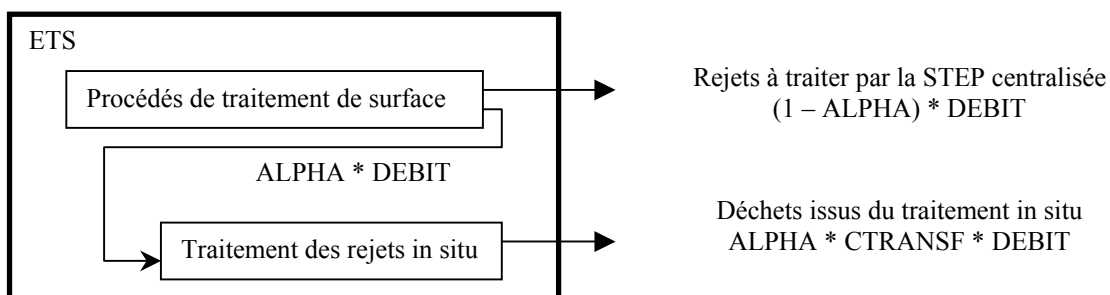 ETS
Procédés de traitement de surface
Rejets à traiter par la STEP centralisée
(1 – ALPHA) * DEBIT
ALPHA * DEBIT
Traitement des rejets in situ
Déchets issus du traitement in situ
ALPHA * CTRANSF * DEBIT